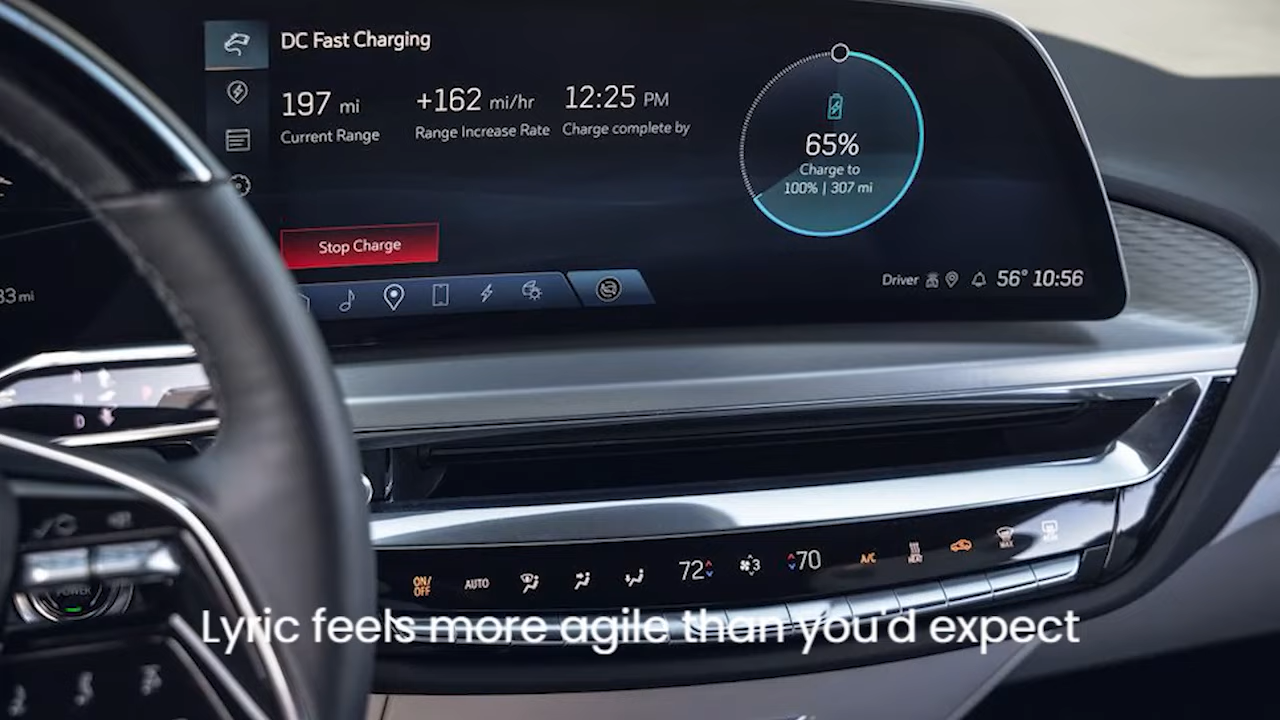 DC Fast Charging
197 mi
Current Range
+162 mi/hr
Range Increase Rate
12:25 PM
Charge complete by
65%
Charge to
100% | 307 mi
Stop Charge
Driver 56° 10:56
ON/OFF AUTO 72 3 70 A/C HEAT MAX
POWER
Lyric feels more agile than you'd expect